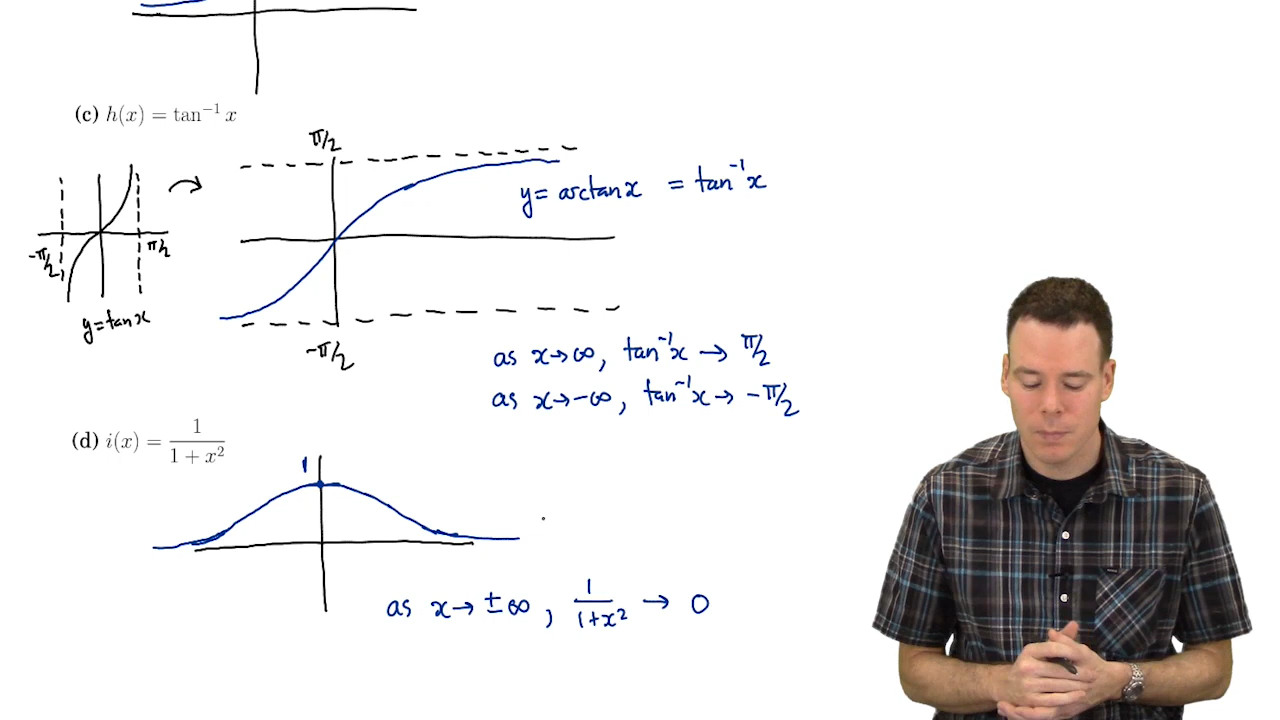 (c) h(x) = tan⁻¹ x
π/2
y = arctan x = tan⁻¹x
-π/2
π/2
y = tan x
-π/2
as x→∞, tan⁻¹x → π/2
as x→-∞, tan⁻¹x → -π/2
(d) i(x) = 1/(1 + x²)
1
as x→ ±∞, 1/(1+x²) → 0